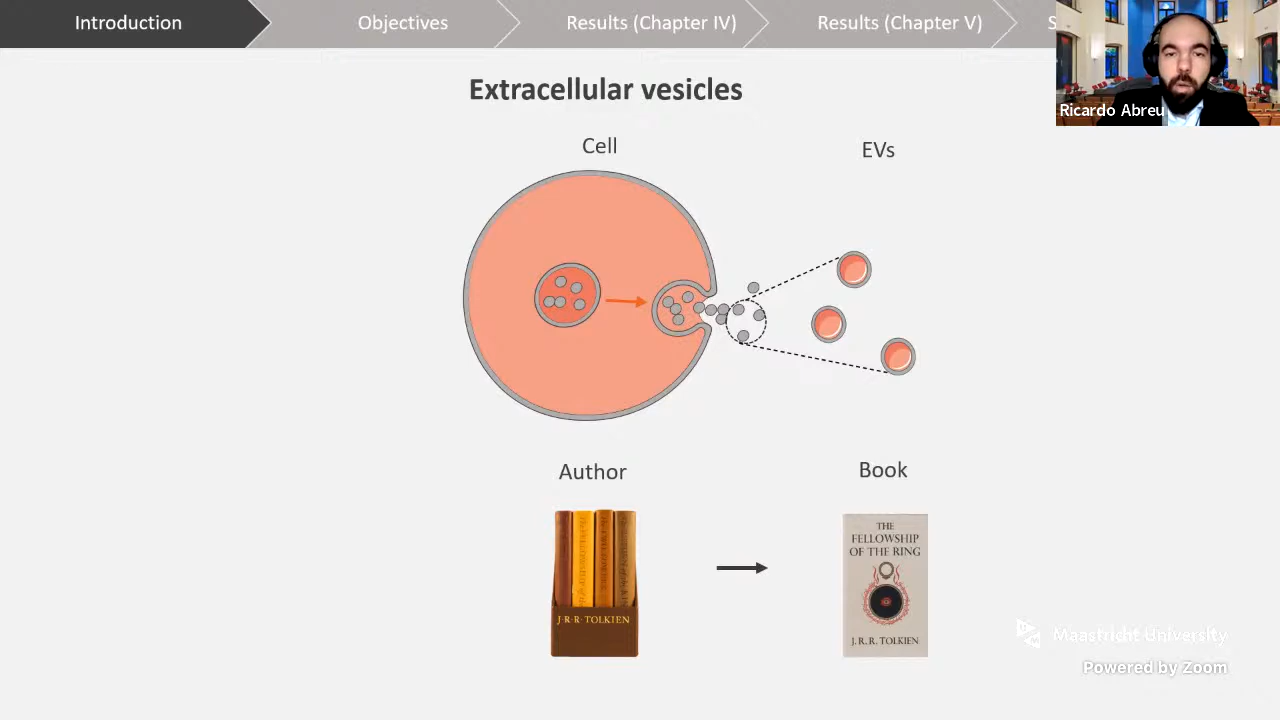 Introduction
Objectives
Results (Chapter IV)
Results (Chapter V)
S
Ricardo Abreu
Extracellular vesicles
Cell
EVs
Author
Book
J·R·R·TOLKIEN
THE
FELLOWSHIP
OF THE RING
J.R.R. TOLKIEN
Maastricht University
Powered by Zoom